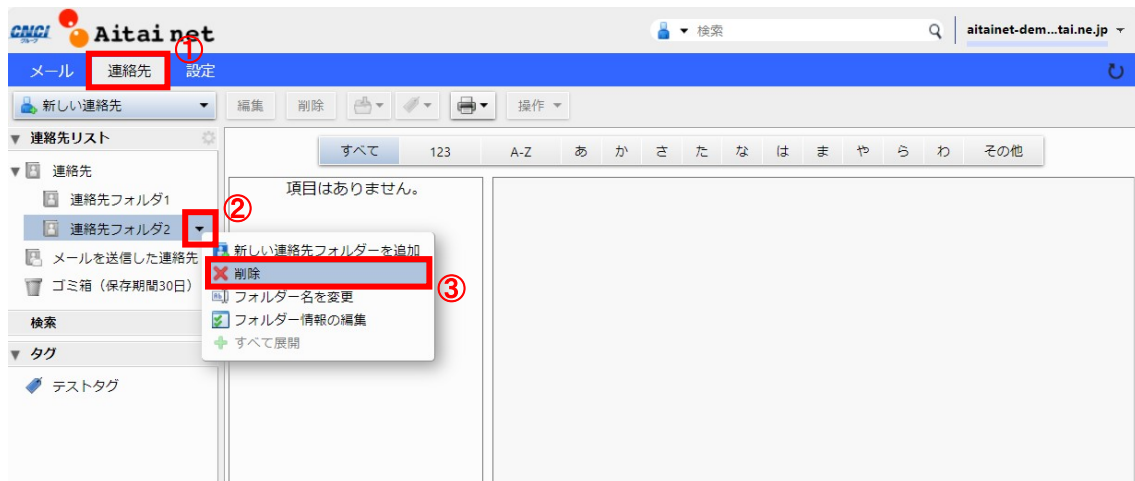 CNCI グループ Aitai net
検索
aitainet-dem...tai.ne.jp
①
メール 連絡先 設定
新しい連絡先 編集 削除 操作
連絡先リスト
すべて 123 A-Z あ か さ た な は ま や ら わ その他
連絡先
項目はありません。
連絡先フォルダ1
②
連絡先フォルダ2
新しい連絡先フォルダーを追加
メールを送信した連絡先
削除
③
ゴミ箱（保存期間30日）
フォルダー名を変更
検索
フォルダー情報の編集
すべて展開
タグ
テストタグ